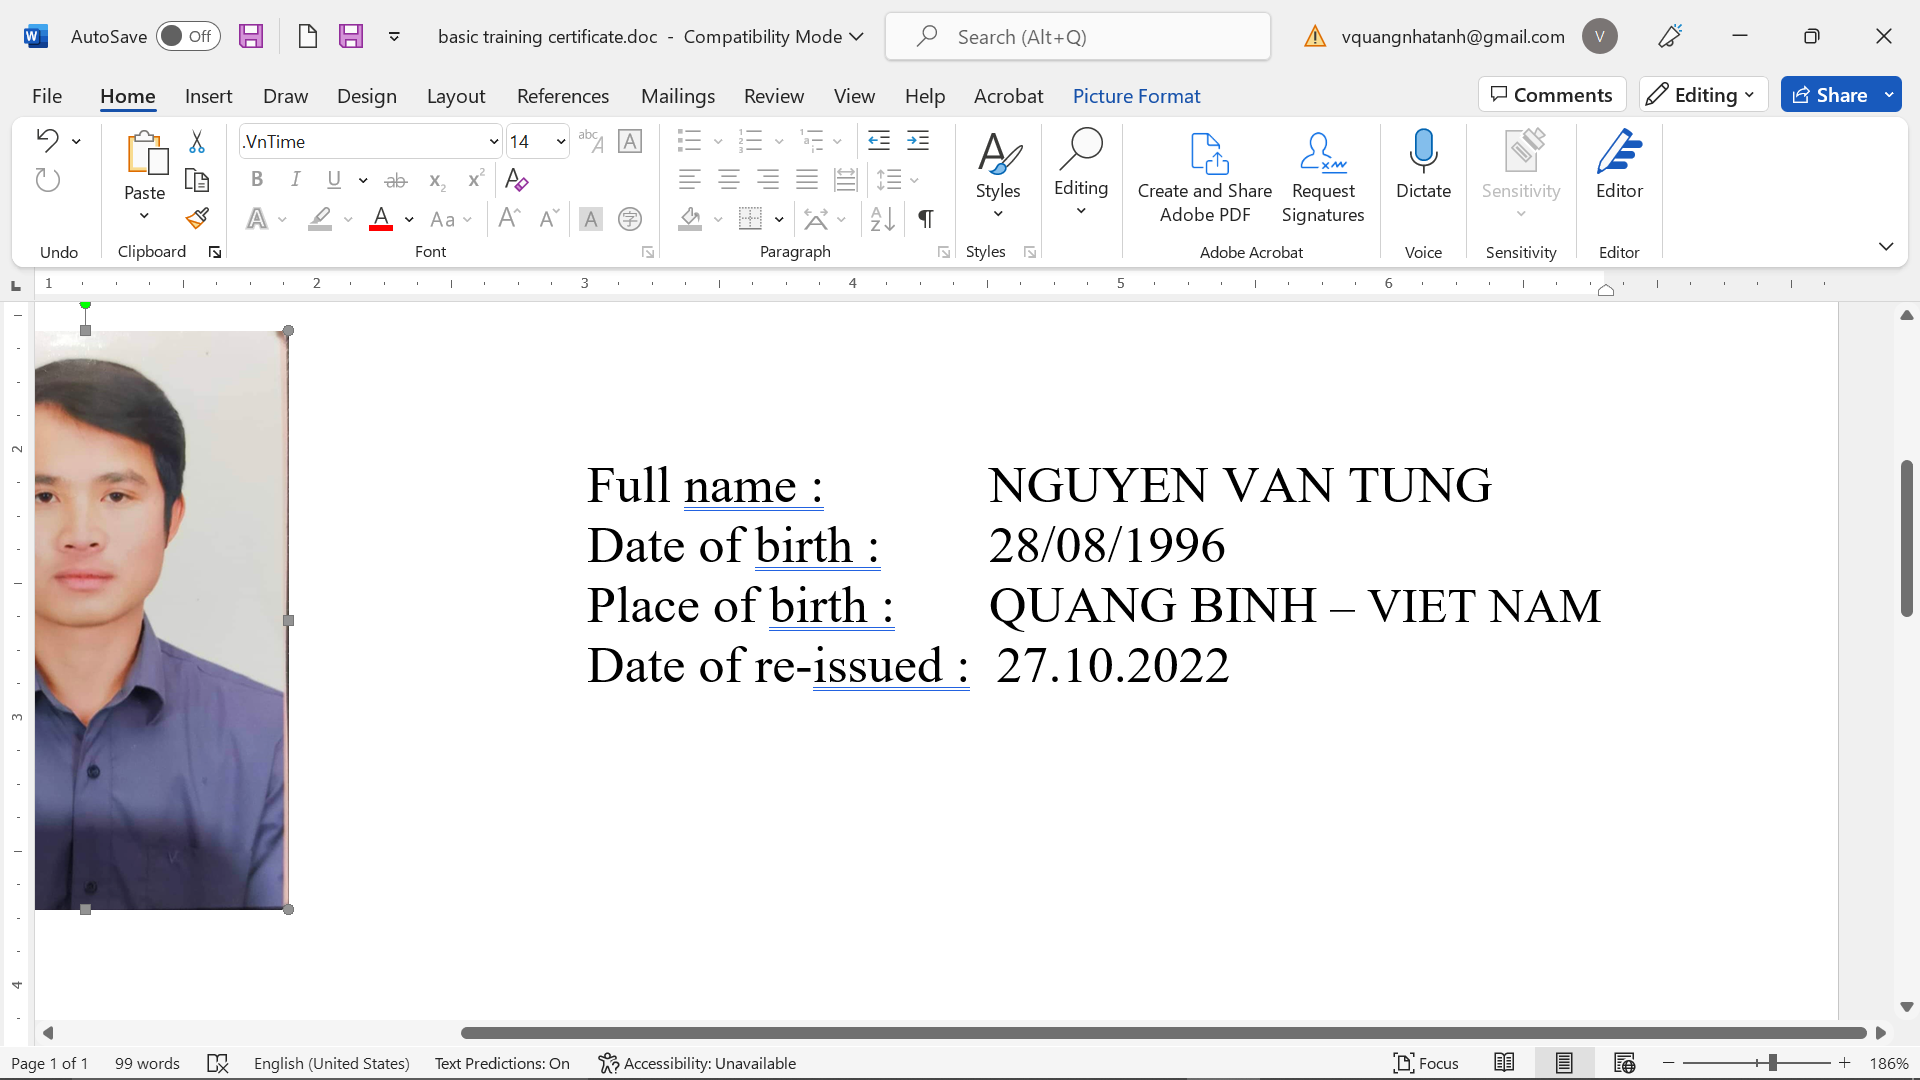 AutoSave Off basic training certificate.doc - Compatibility Mode Search (Alt+Q) vquangnhatanh@gmail.com V
File Home Insert Draw Design Layout References Mailings Review View Help Acrobat Picture Format Comments Editing Share
.VnTime 14
Paste Styles Editing Create and Share Adobe PDF Request Signatures Dictate Sensitivity Editor
Undo Clipboard Font Paragraph Styles Adobe Acrobat Voice Sensitivity Editor
1 2 3 4 5 6
2
3
4
Full name : NGUYEN VAN TUNG
Date of birth : 28/08/1996
Place of birth : QUANG BINH – VIET NAM
Date of re-issued : 27.10.2022
Page 1 of 1 99 words English (United States) Text Predictions: On Accessibility: Unavailable Focus 186%